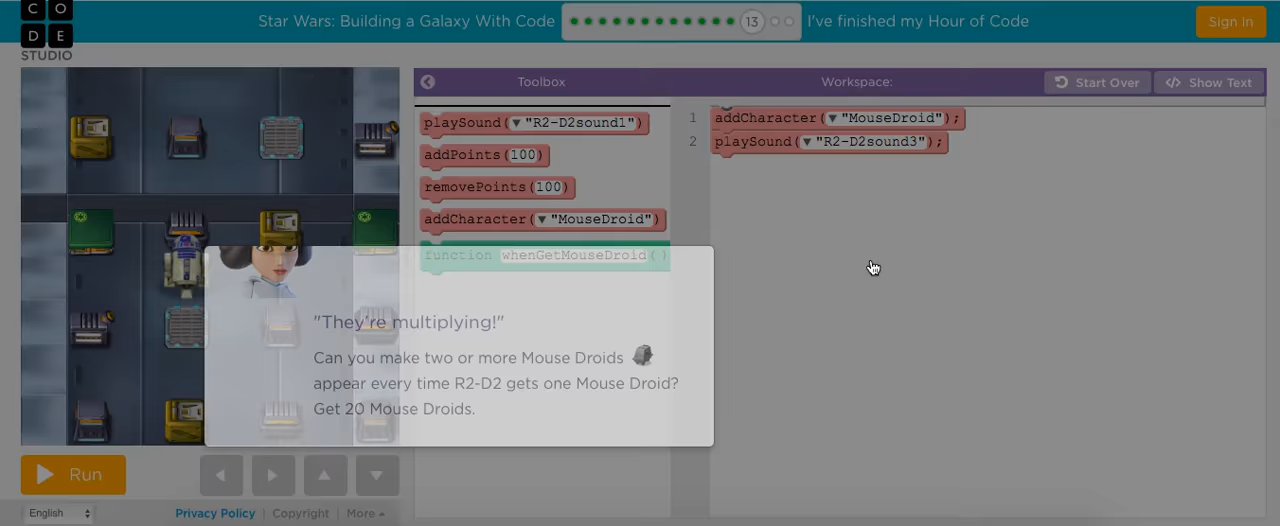 CO
DE
STUDIO
Star Wars: Building a Galaxy With Code
13
I've finished my Hour of Code
Sign In
Toolbox
Workspace:
Start Over
</> Show Text
playSound(▼"R2-D2sound1")
addPoints(100)
removePoints(100)
addCharacter(▼"MouseDroid")
function whenGetMouseDroid()
1 addCharacter(▼"MouseDroid");
2 playSound(▼"R2-D2sound3");
"They're multiplying!"
Can you make two or more Mouse Droids
appear every time R2-D2 gets one Mouse Droid?
Get 20 Mouse Droids.
Run
English
Privacy Policy | Copyright | More